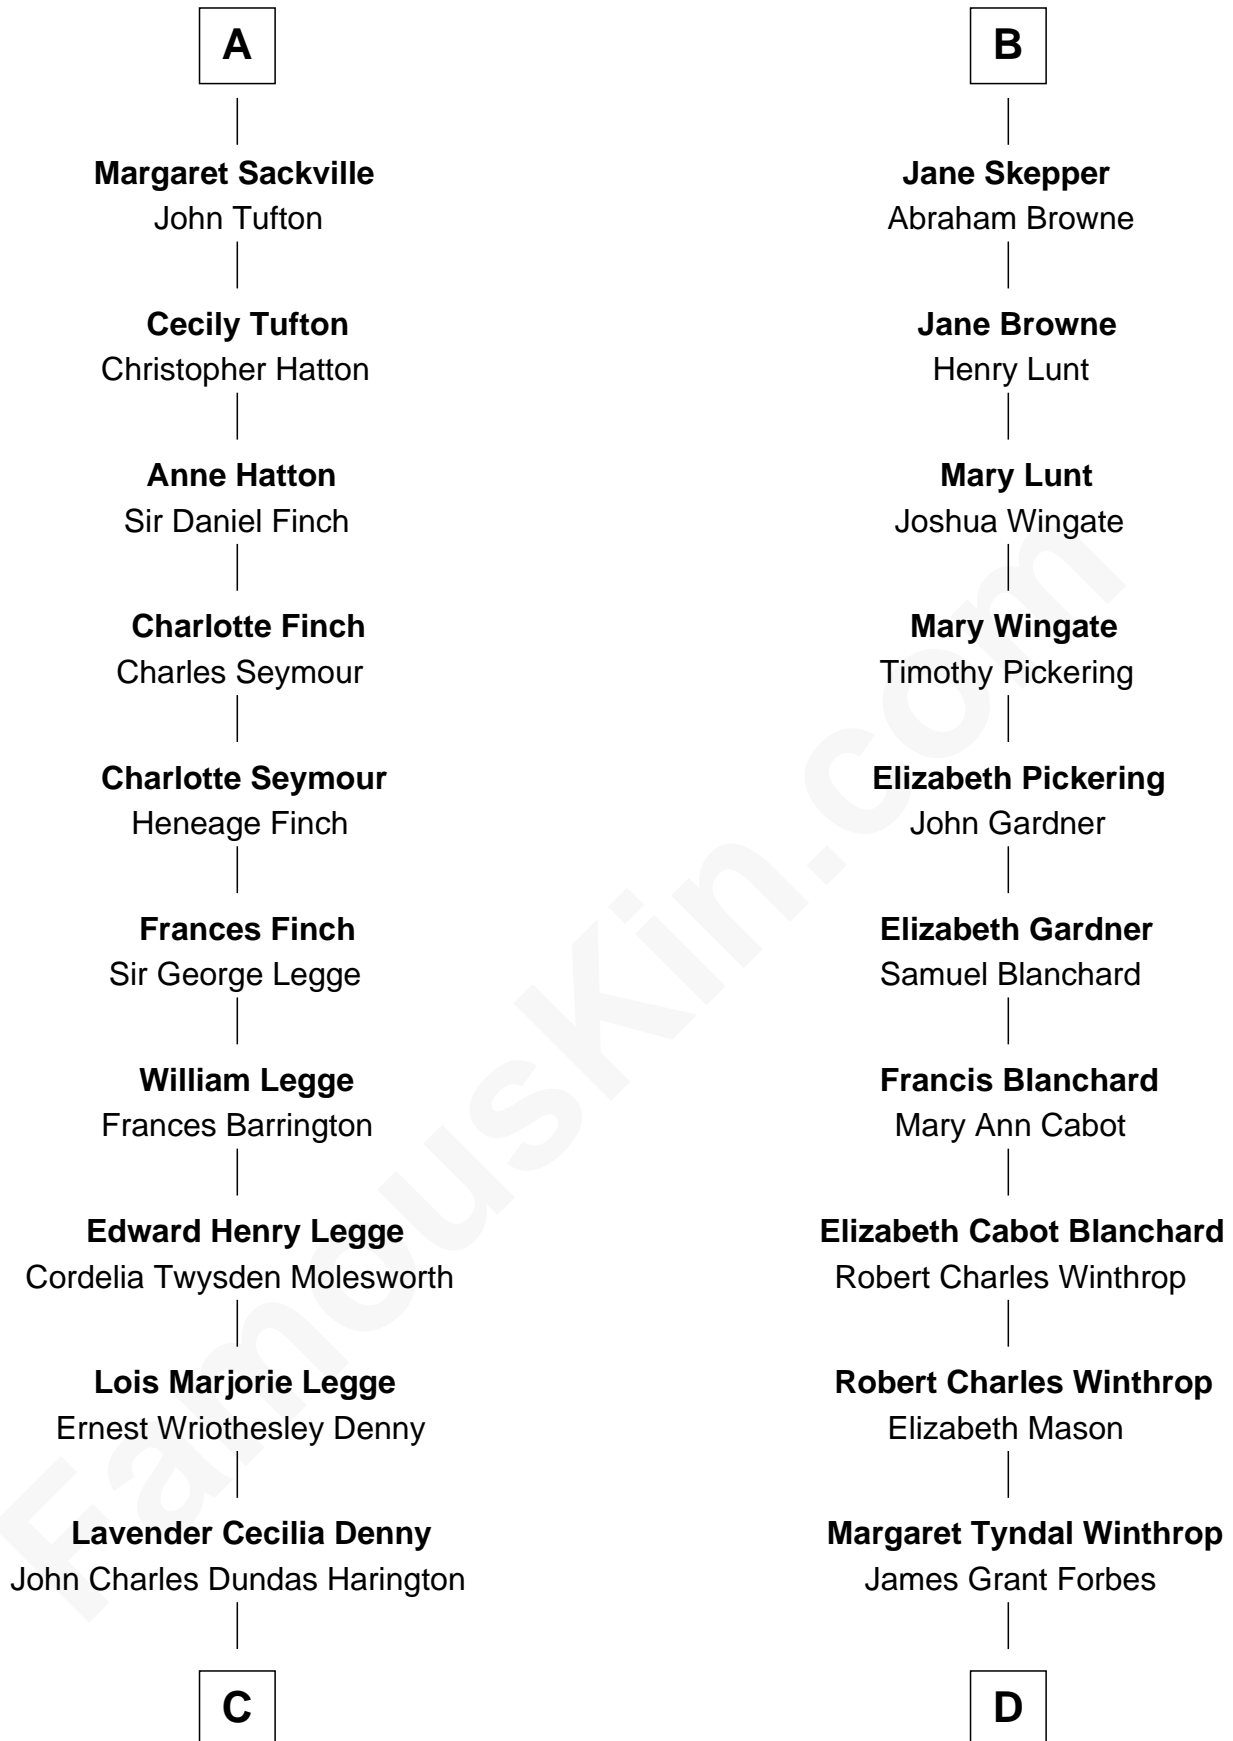 A
Margaret Sackville
John Tufton
Cecily Tufton
Christopher Hatton
Anne Hatton
Sir Daniel Finch
Charlotte Finch
Charles Seymour
Charlotte Seymour
Heneage Finch
Frances Finch
Sir George Legge
William Legge
Frances Barrington
Edward Henry Legge
Cordelia Twysden Molesworth
Lois Marjorie Legge
Ernest Wriothesley Denny
Lavender Cecilia Denny
John Charles Dundas Harington
C
B
Jane Skepper
Abraham Browne
Jane Browne
Henry Lunt
Mary Lunt
Joshua Wingate
Mary Wingate
Timothy Pickering
Elizabeth Pickering
John Gardner
Elizabeth Gardner
Samuel Blanchard
Francis Blanchard
Mary Ann Cabot
Elizabeth Cabot Blanchard
Robert Charles Winthrop
Robert Charles Winthrop
Elizabeth Mason
Margaret Tyndal Winthrop
James Grant Forbes
D
FamousKin.com